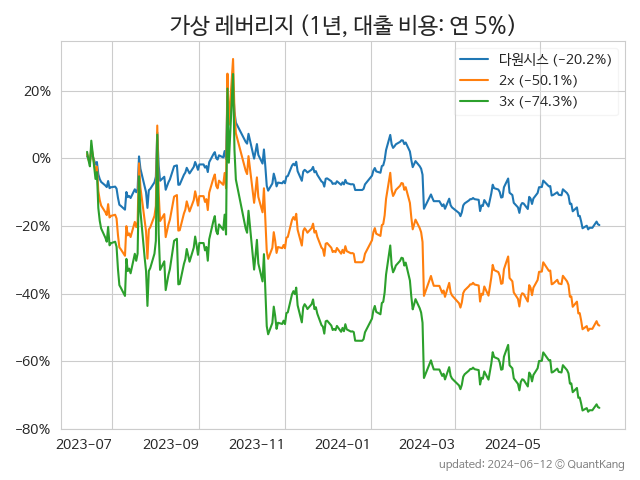 가상 레버리지 (1년, 대출 비용: 연 5%)
다원시스 (−20.2%)
2x (−50.1%)
3x (−74.3%)
20%
0%
−20%
−40%
−60%
−80%
2023-07 2023-09 2023-11 2024-01 2024-03 2024-05
updated: 2024-06-12 © QuantKang